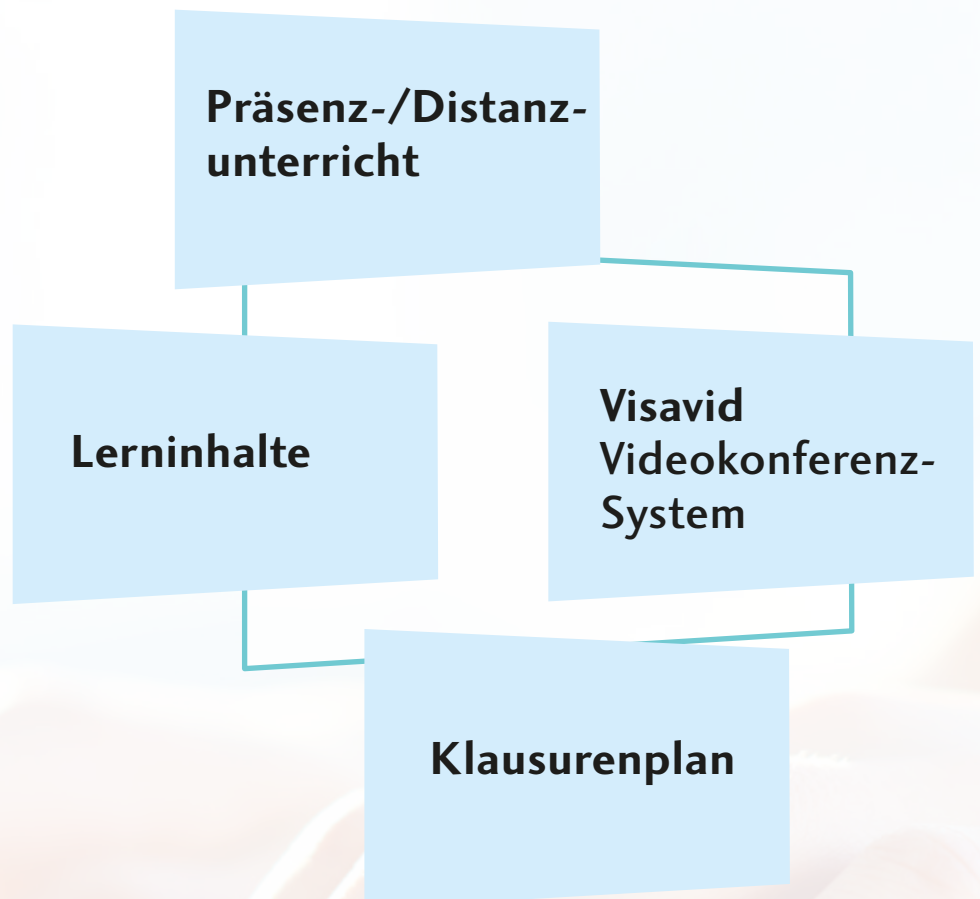 Präsenz-/Distanz-
unterricht
Lerninhalte
Visavid
Videokonferenz-
System
Klausurenplan